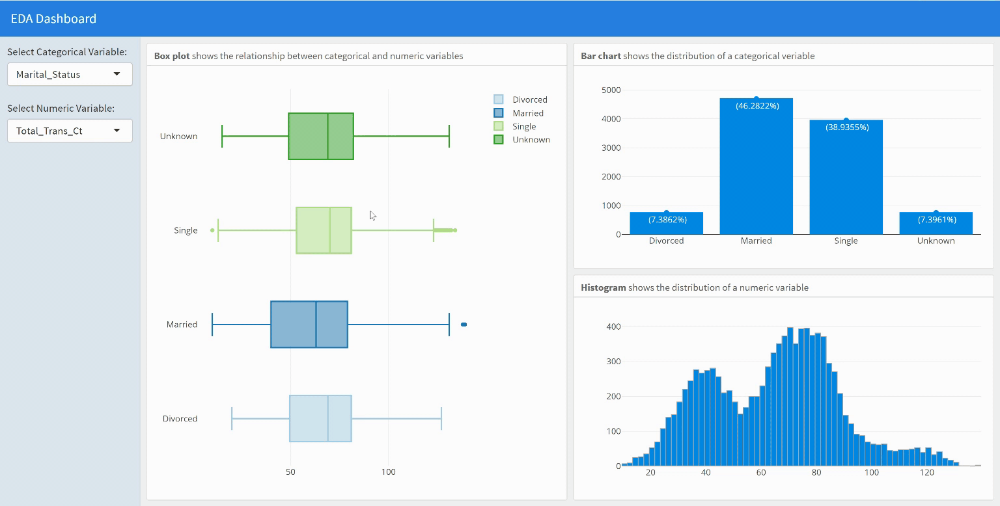 EDA Dashboard
Select Categorical Variable:
Marital_Status
Select Numeric Variable:
Total_Trans_Ct
Box plot shows the relationship between categorical and numeric variables
Divorced
Married
Single
Unknown
Unknown
Single
Married
Divorced
50 100
Bar chart shows the distribution of a categorical veriable
5000
4000
3000
2000
1000
0
(7.3862%) (46.2822%) (38.9355%) (7.3961%)
Divorced Married Single Unknown
Histogram shows the distribution of a numeric variable
400
300
200
100
0
20 40 60 80 100 120